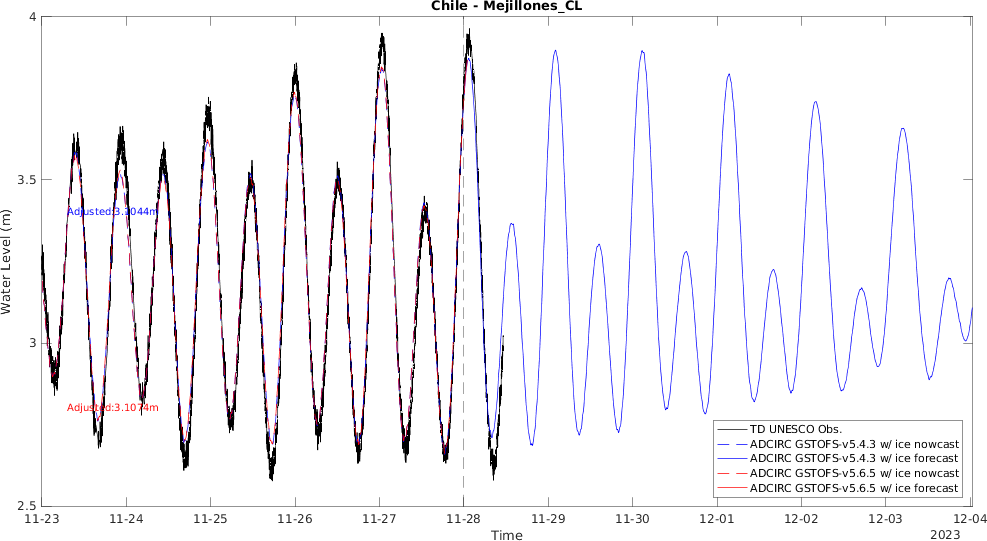 Chile - Mejillones_CL
4
3.5
3
2.5
Water Level (m)
Adjusted:3.1044m
Adjusted:3.1074m
TD UNESCO Obs.
ADCIRC GSTOFS-v5.4.3 w/ ice nowcast
ADCIRC GSTOFS-v5.4.3 w/ ice forecast
ADCIRC GSTOFS-v5.6.5 w/ ice nowcast
ADCIRC GSTOFS-v5.6.5 w/ ice forecast
11-23 11-24 11-25 11-26 11-27 11-28 11-29 11-30 12-01 12-02 12-03 12-04
Time
2023